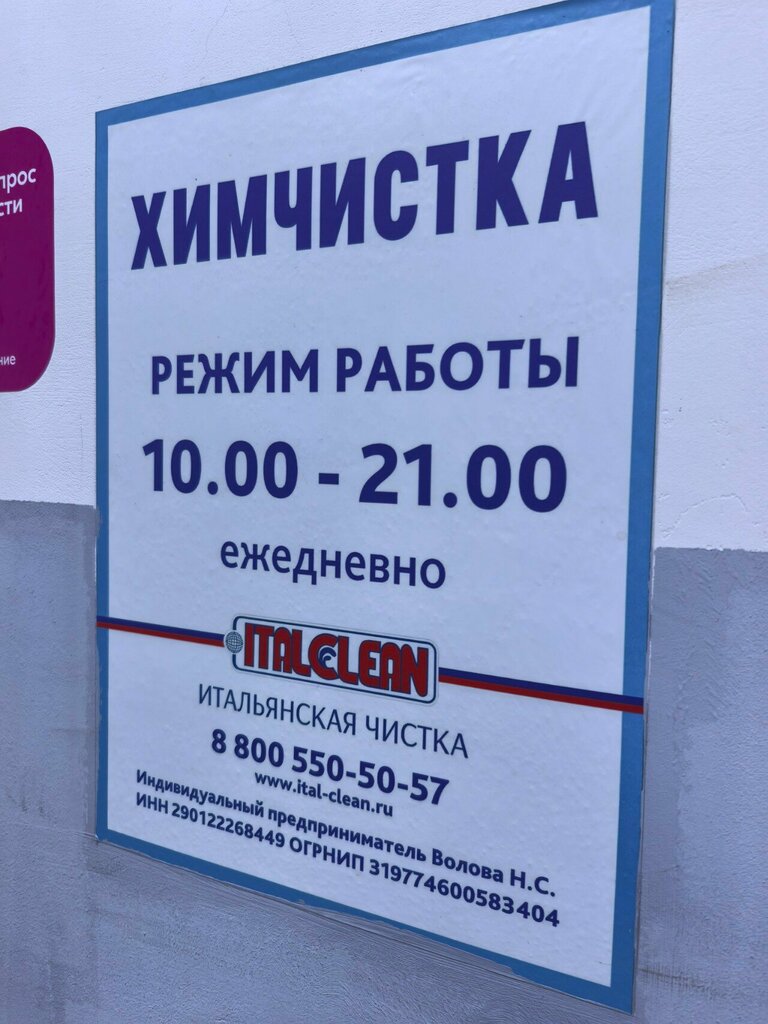 ХИМЧИСТКА
РЕЖИМ РАБОТЫ
10.00 - 21.00
ежедневно
ITALCLEAN
ИТАЛЬЯНСКАЯ ЧИСТКА
8 800 550-50-57
www.ital-clean.ru
Индивидуальный предприниматель Волова Н.С.
ИНН 290122268449 ОГРНИП 319774600583404